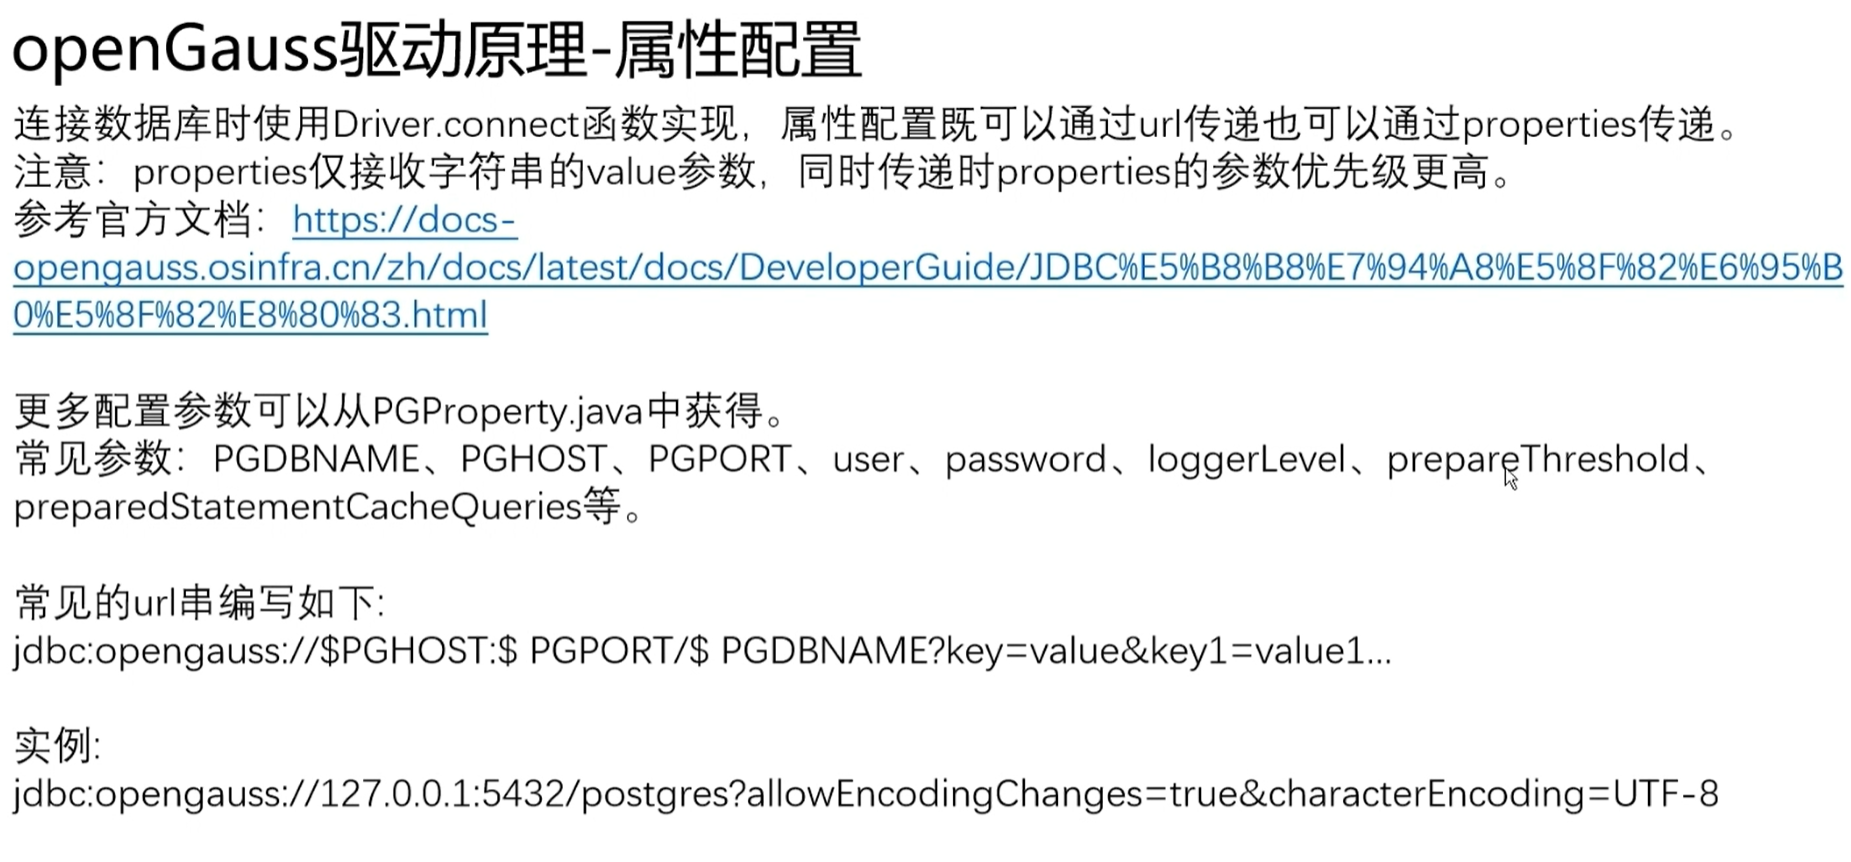 openGauss驱动原理-属性配置
连接数据库时使用Driver.connect函数实现，属性配置既可以通过url传递也可以通过properties传递。
注意：properties仅接收字符串的value参数，同时传递时properties的参数优先级更高。
参考官方文档：https://docs-
opengauss.osinfra.cn/zh/docs/latest/docs/DeveloperGuide/JDBC%E5%B8%B8%E7%94%A8%E5%8F%82%E6%95%B
0%E5%8F%82%E8%80%83.html
更多配置参数可以从PGProperty.java中获得。
常见参数：PGDBNAME、PGHOST、PGPORT、user、password、loggerLevel、prepareThreshold、
preparedStatementCacheQueries等。
常见的url串编写如下:
jdbc:opengauss://$PGHOST:$ PGPORT/$ PGDBNAME?key=value&key1=value1...
实例:
jdbc:opengauss://127.0.0.1:5432/postgres?allowEncodingChanges=true&characterEncoding=UTF-8